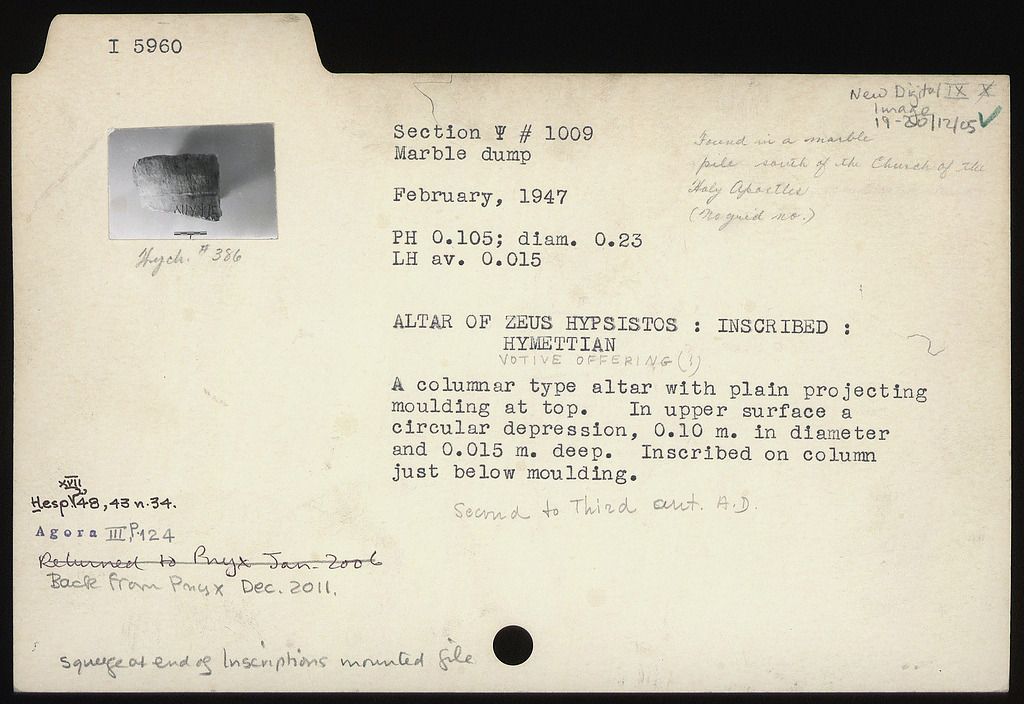 I 5960
New Digital IX X
Image
19-20/12/05 ✓
Section Ψ # 1009
Marble dump
Found in a marble
pile south of the Church of the
Holy Apostles
(No grid no.)
February, 1947
PH 0.105; diam. 0.23
LH av. 0.015
# 386
ALTAR OF ZEUS HYPSISTOS : INSCRIBED :
HYMETTIAN
VOTIVE OFFERING (1)
A columnar type altar with plain projecting
moulding at top. In upper surface a
circular depression, 0.10 m. in diameter
and 0.015 m. deep. Inscribed on column
just below moulding.
Second to Third cent. A.D.
XVII
Hesp. 48, 43 n. 34.
Agora III, P. 124
Returned to Pnyx Jan. 2006
Back from Pnyx Dec. 2011.
squeeze at end of Inscriptions mounted file